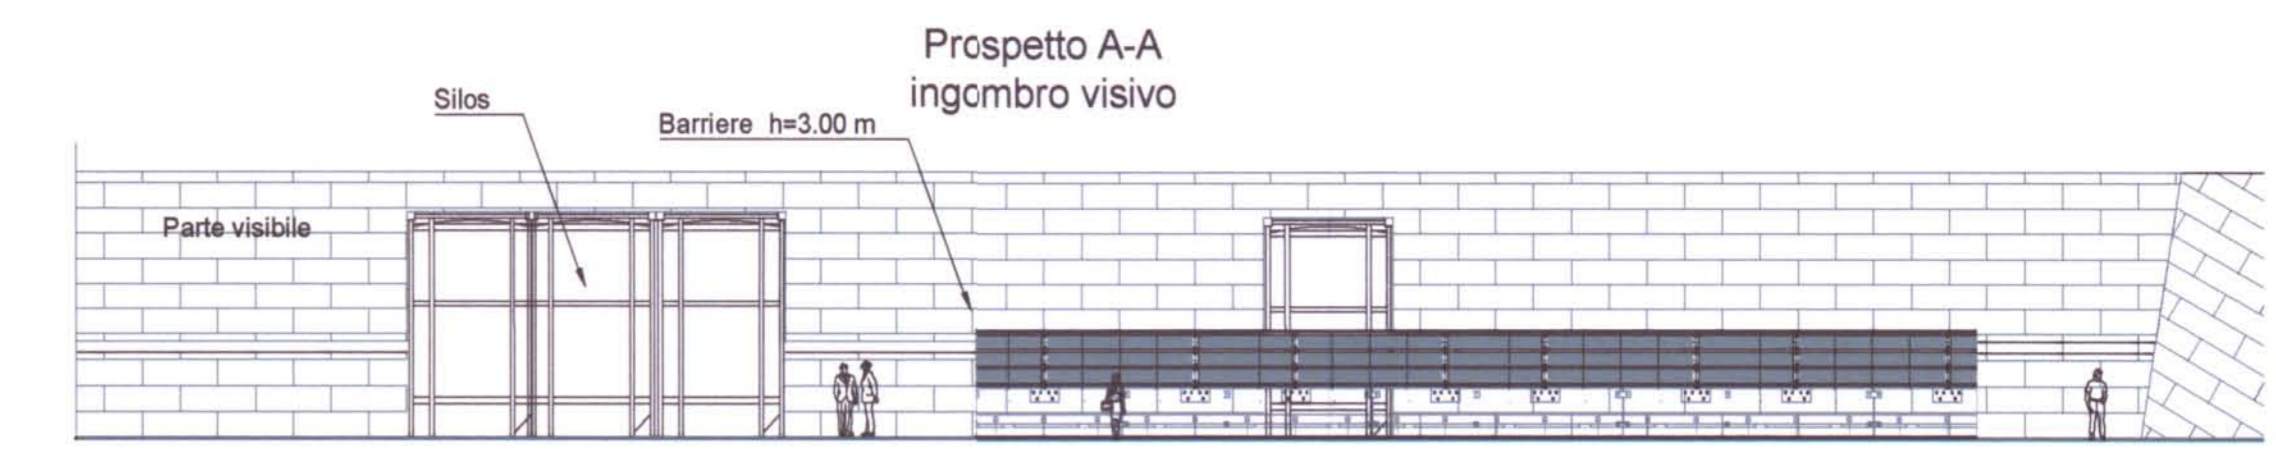 Prospetto A-A
ingombro visivo
Silos
Barriere h=3.00 m
Parte visibile